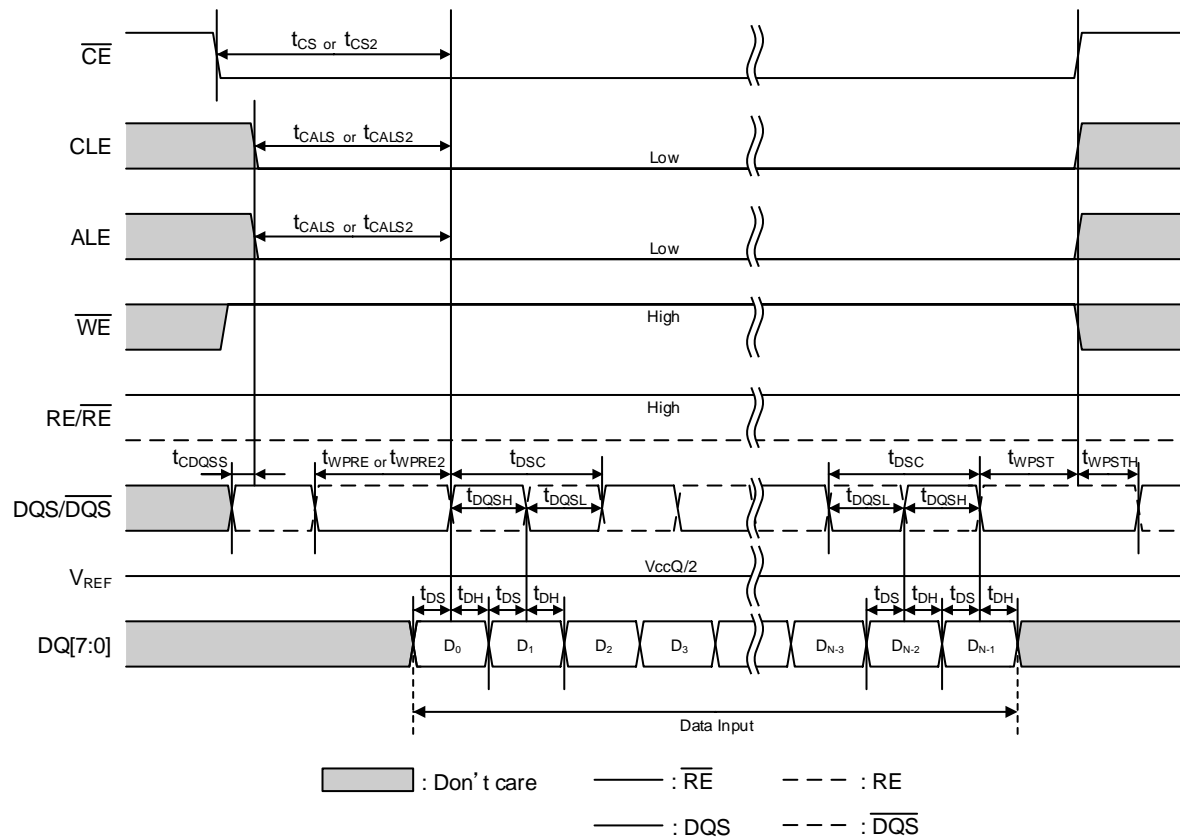 CE
tCS or tCS2
CLE
tCALS or tCALS2
Low
ALE
tCALS or tCALS2
Low
WE
High
RE/RE
High
tCDQSS
tWPRE or tWPRE2
tDSC
tDSC
tWPST
tWPSTH
DQS/DQS
tDQSH
tDQSL
tDQSL
tDQSH
VREF
VccQ/2
tDS
tDH
tDS
tDH
tDS
tDH
tDS
tDH
DQ[7:0]
D0
D1
D2
D3
DN-3
DN-2
DN-1
Data Input
: Don't care
: RE
: RE
: DQS
: DQS